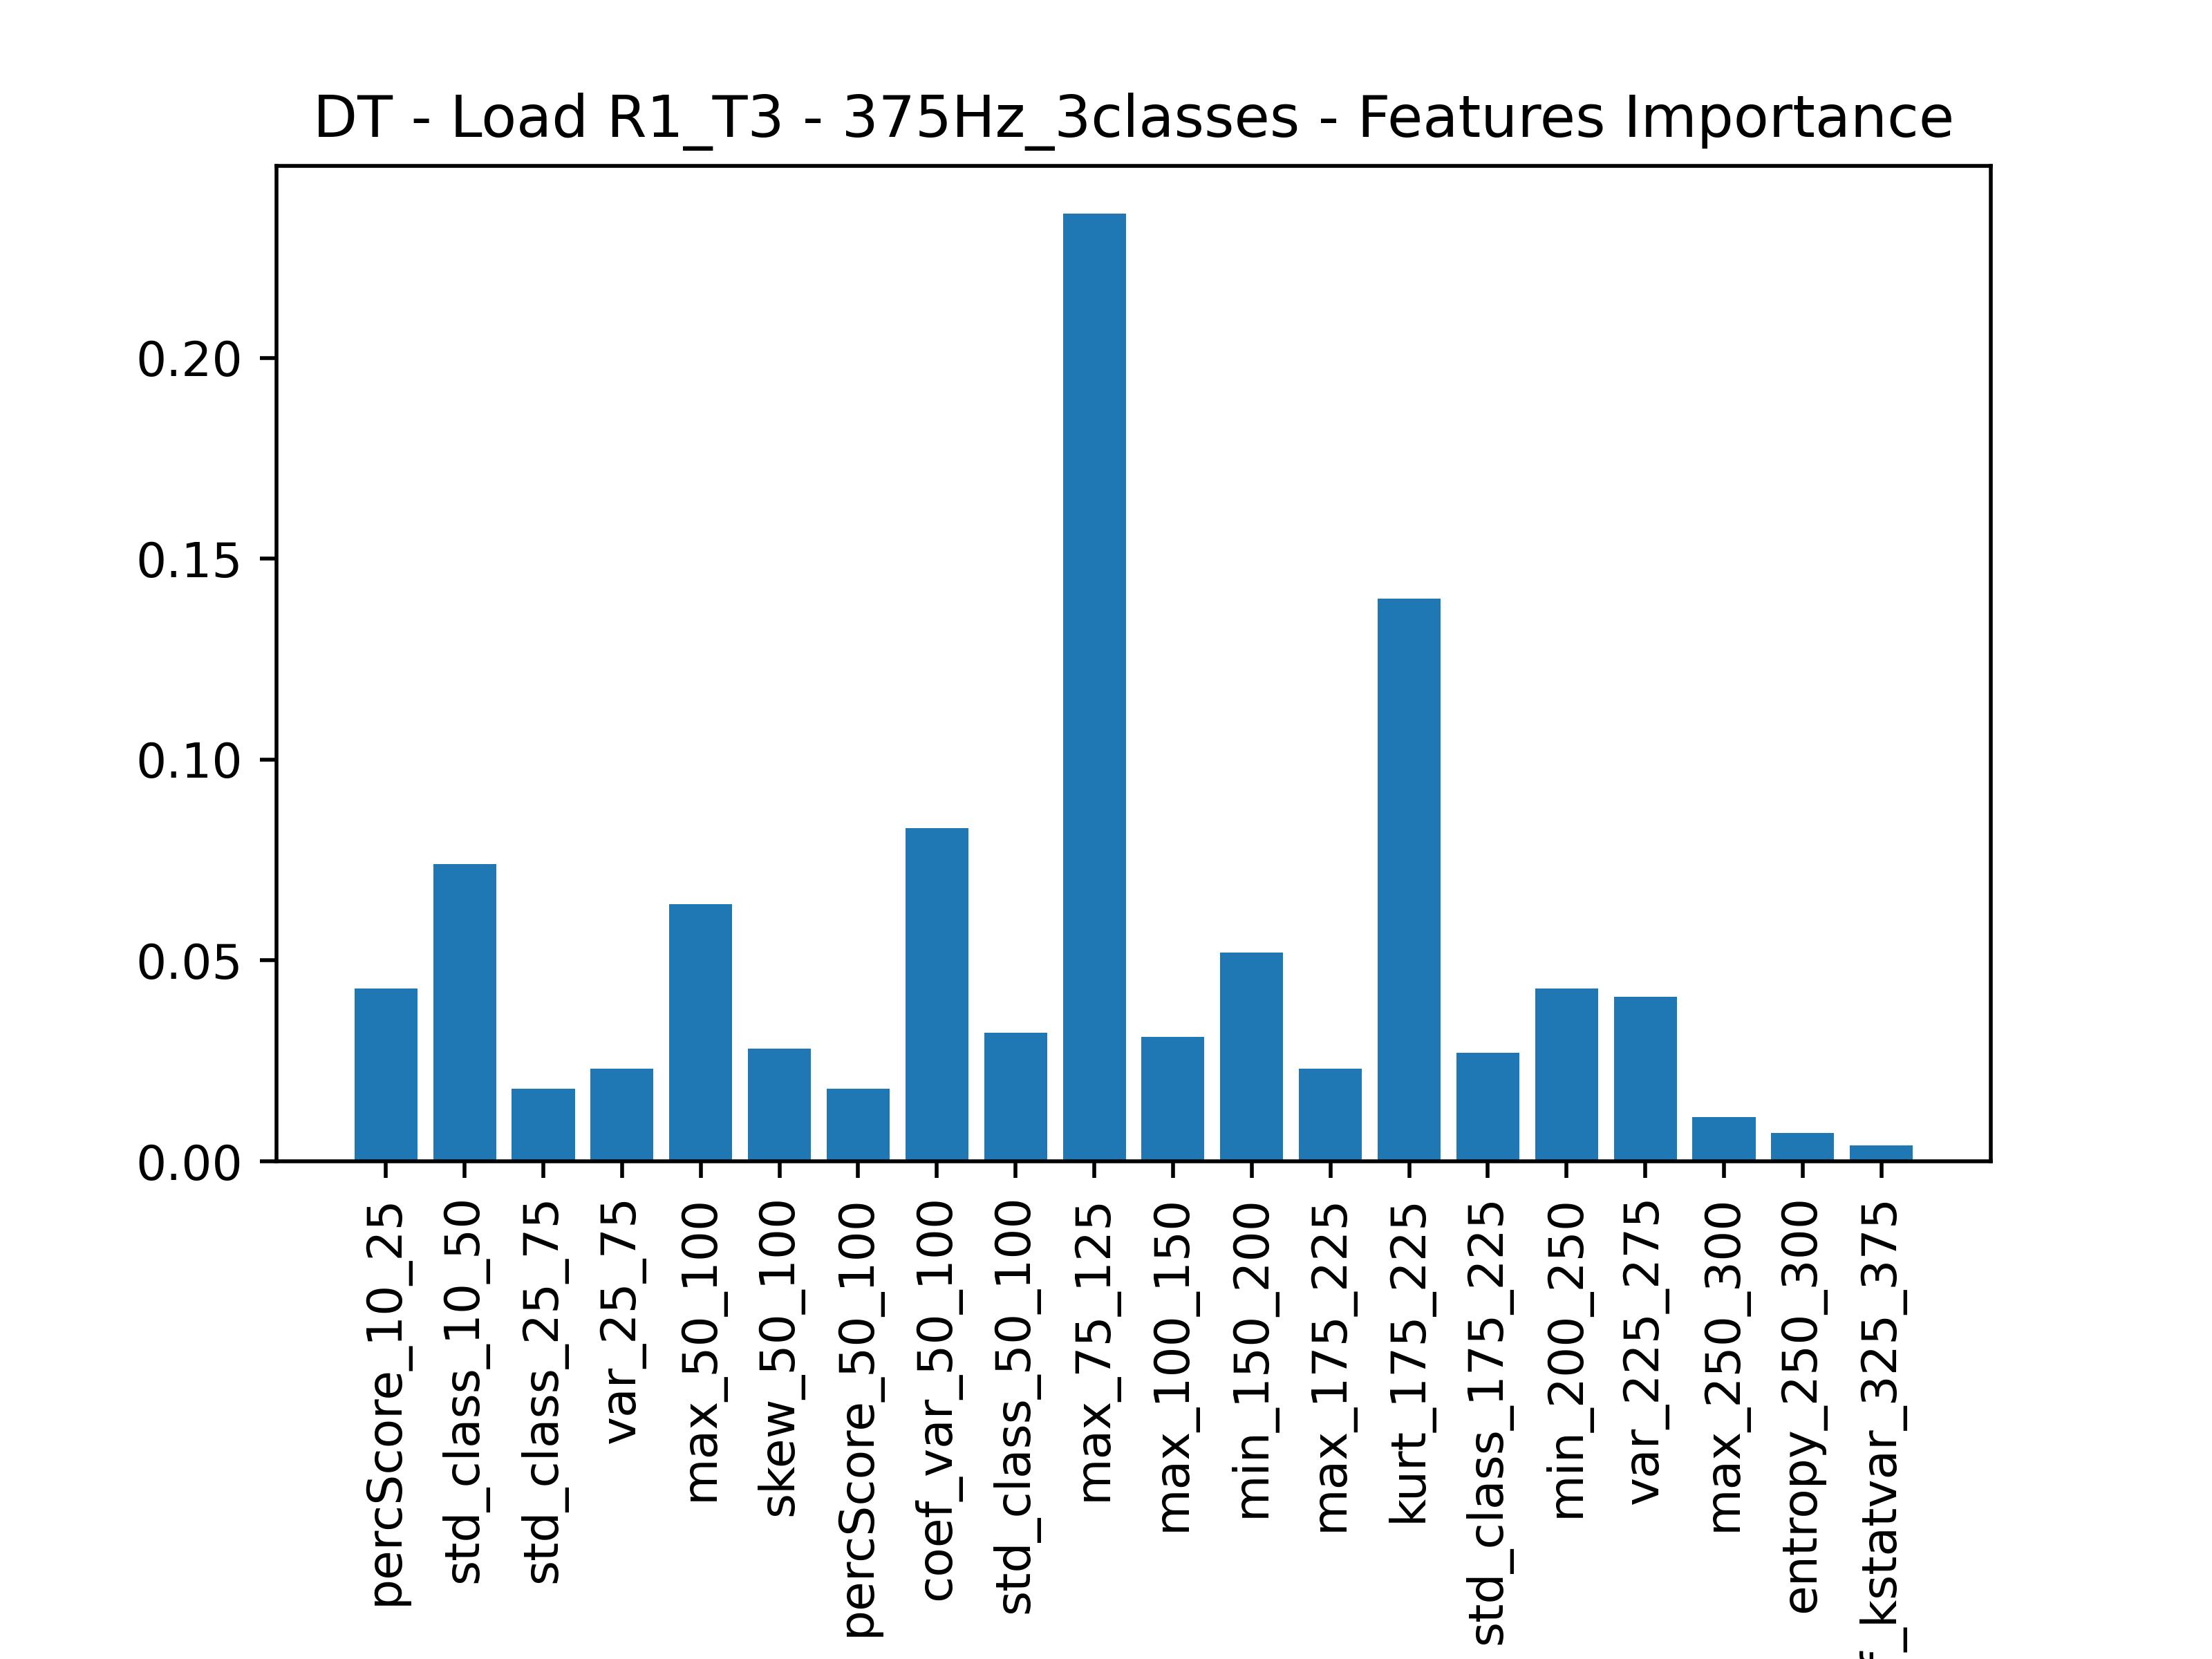 DT - Load R1_T3 - 375Hz_3classes - Features Importance
0.20
0.15
0.10
0.05
0.00
percScore_10_25
std_class_10_50
std_class_25_75
var_25_75
max_50_100
skew_50_100
percScore_50_100
coef_var_50_100
std_class_50_100
max_75_125
max_100_150
min_150_200
max_175_225
kurt_175_225
std_class_175_225
min_200_250
var_225_275
max_250_300
entropy_250_300
f_kstatvar_325_375